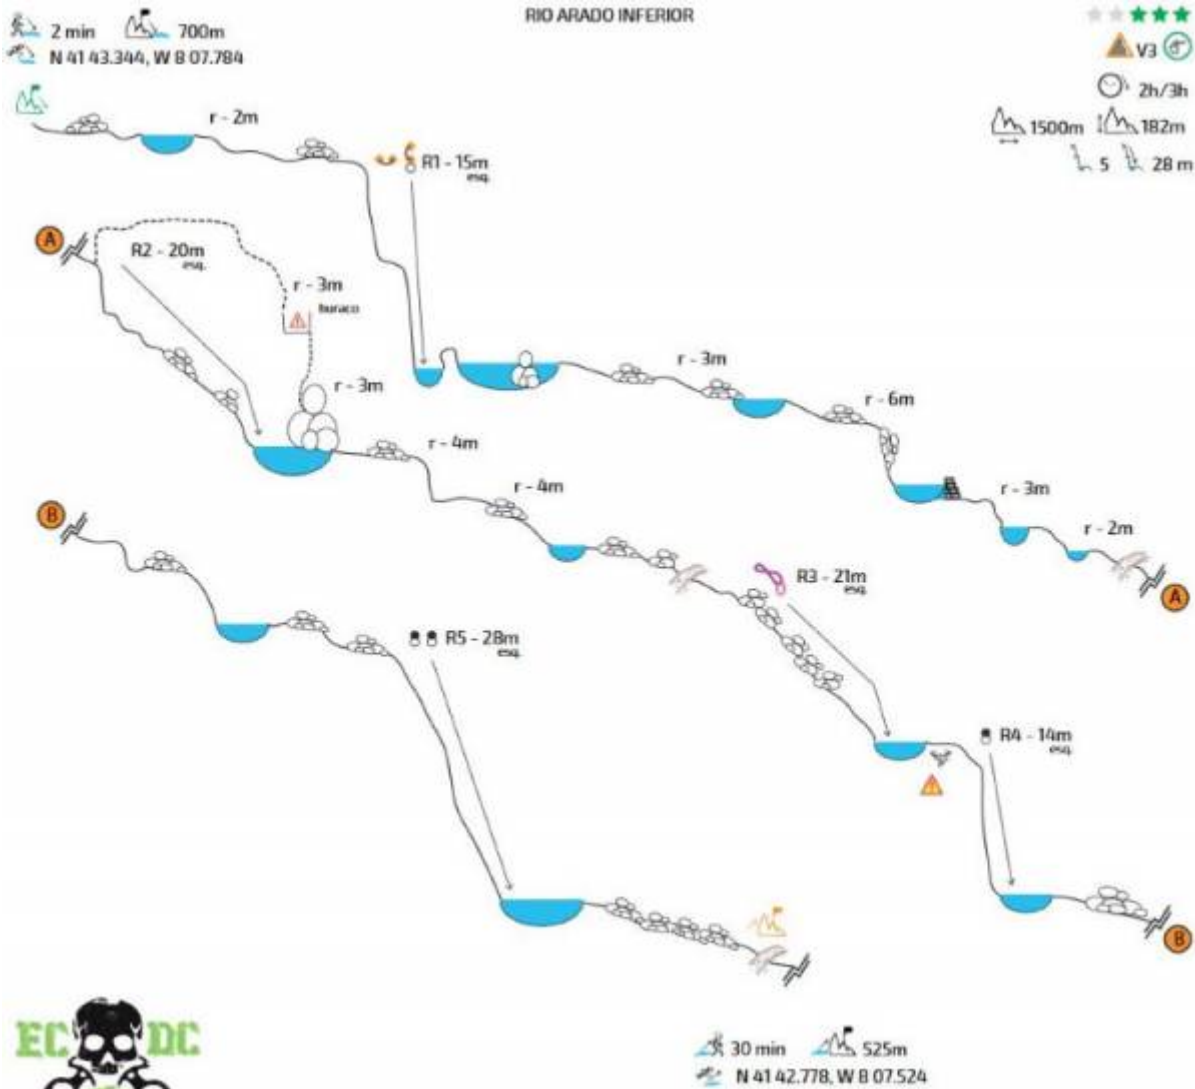 RIO ARADO INFERIOR
2 min 700m
N 41 43.344, W 8 07.784
V3
2h/3h
1500m 182m
5 28 m
r - 2m
R1 - 15m
esq.
A
R2 - 20m
esq.
r - 3m
buraco
r - 3m
r - 3m
r - 6m
r - 4m
r - 4m
r - 3m
r - 2m
B
R3 - 21m
esq.
A
R5 - 28m
esq.
R4 - 14m
esq.
B
EC DC
30 min 525m
N 41 42.778, W 8 07.524